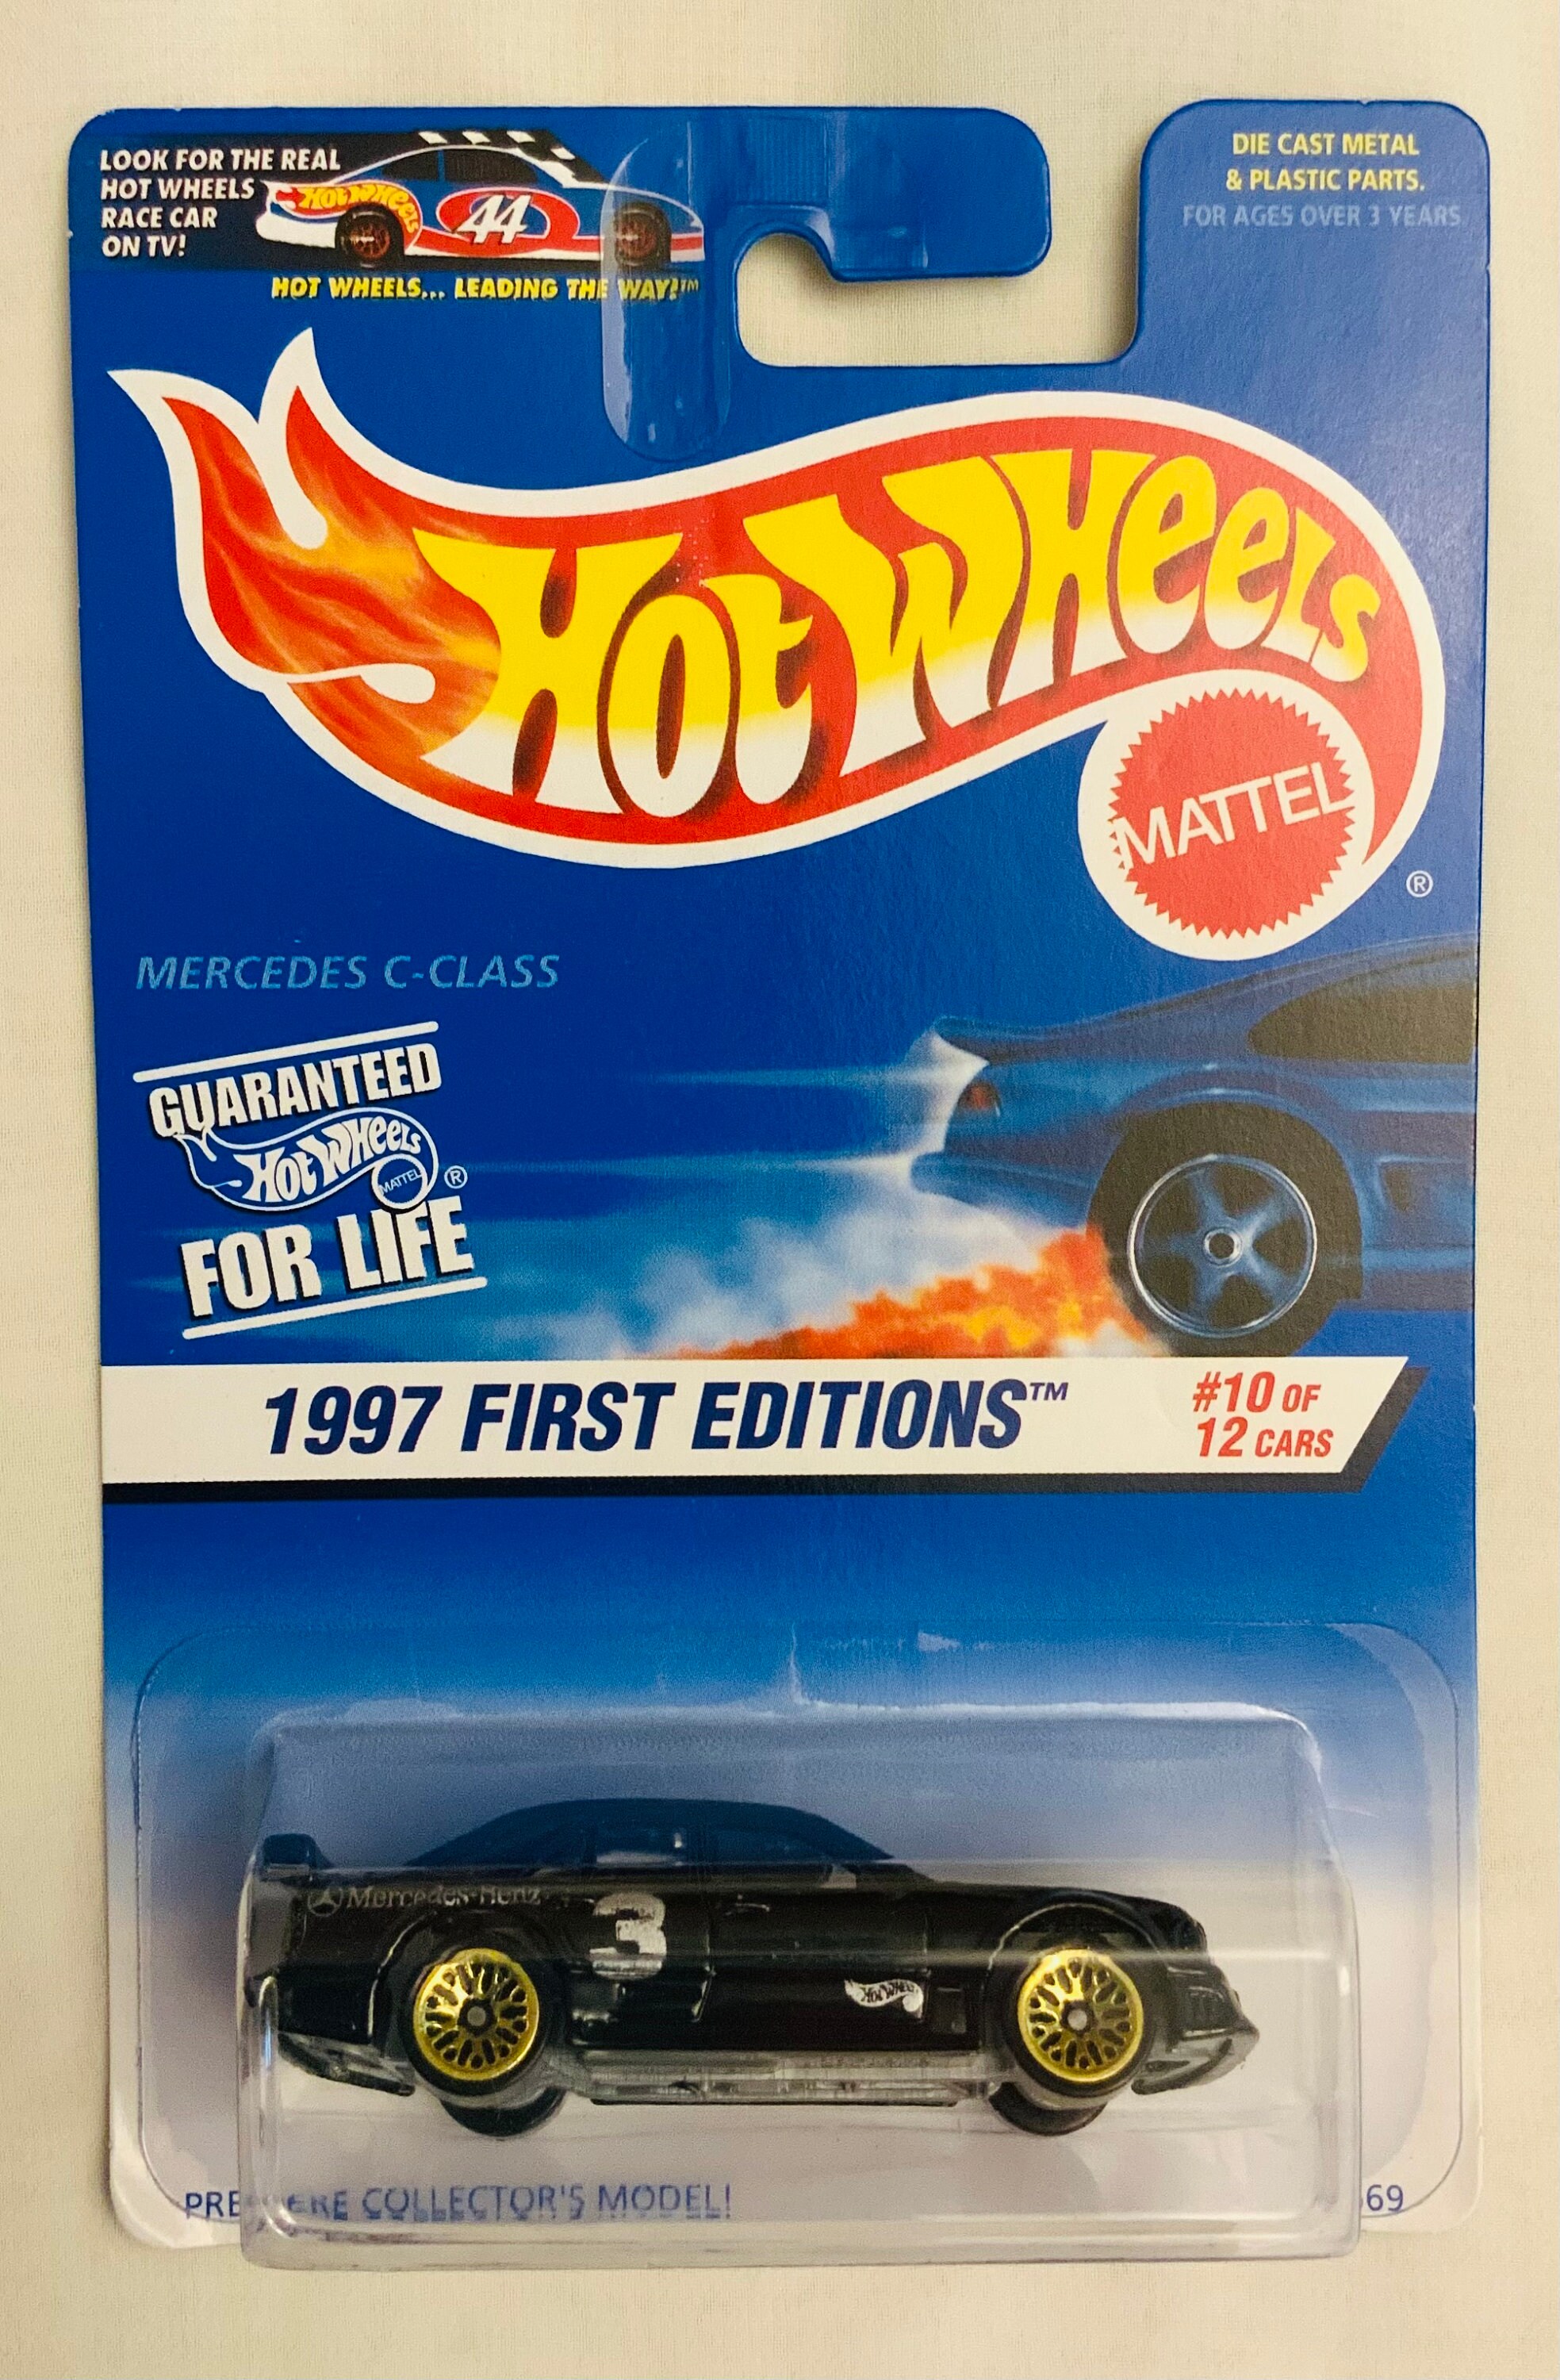 LOOK FOR THE REAL
HOT WHEELS
RACE CAR
ON TV!
HOT WHEELS
44
HOT WHEELS... LEADING THE WAY!™
DIE CAST METAL
& PLASTIC PARTS.
FOR AGES OVER 3 YEARS
HOT WHEELS
MATTEL
®
MERCEDES C-CLASS
GUARANTEED
HOT WHEELS
MATTEL ®
FOR LIFE
1997 FIRST EDITIONS™
#10 OF
12 CARS
Mercedes-Benz
3
HOT WHEELS
PREMIERE COLLECTOR'S MODEL!
69